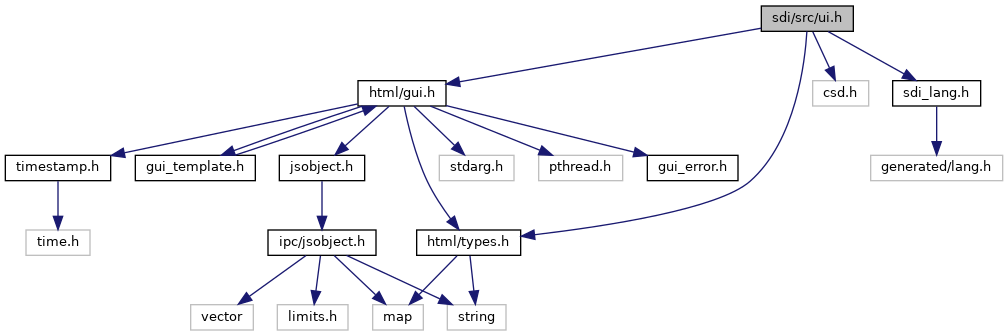 sdi/src/ui.h
html/gui.h
csd.h
sdi_lang.h
timestamp.h
gui_template.h
jsobject.h
stdarg.h
pthread.h
gui_error.h
generated/lang.h
time.h
ipc/jsobject.h
html/types.h
vector
limits.h
map
string